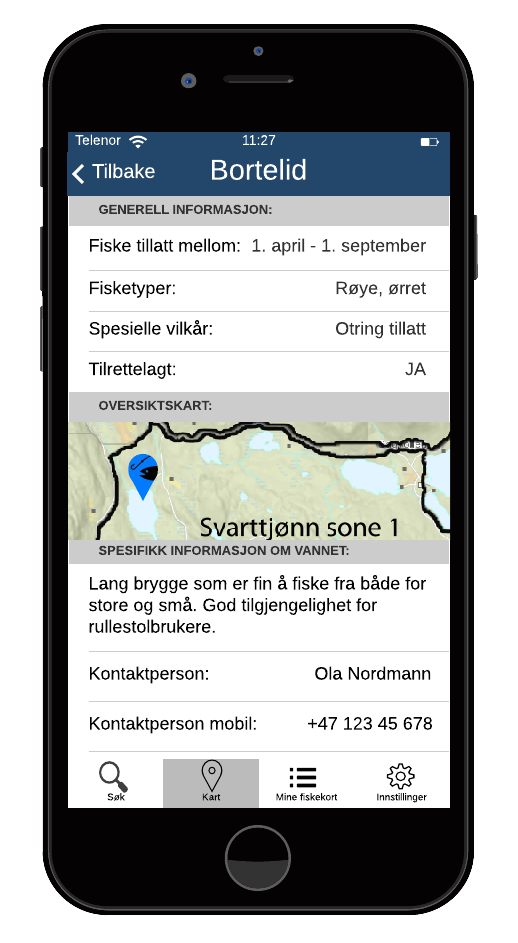 Telenor 11:27
Tilbake Bortelid
GENERELL INFORMASJON:
Fiske tillatt mellom: 1. april - 1. september
Fisketyper: Røye, ørret
Spesielle vilkår: Otring tillatt
Tilrettelagt: JA
OVERSIKTSKART:
Svarttjønn sone 1
SPESIFIKK INFORMASJON OM VANNET:
Lang brygge som er fin å fiske fra både for
store og små. God tilgjengelighet for
rullestolbrukere.
Kontaktperson: Ola Nordmann
Kontaktperson mobil: +47 123 45 678
Søk Kart Mine fiskekort Innstillinger